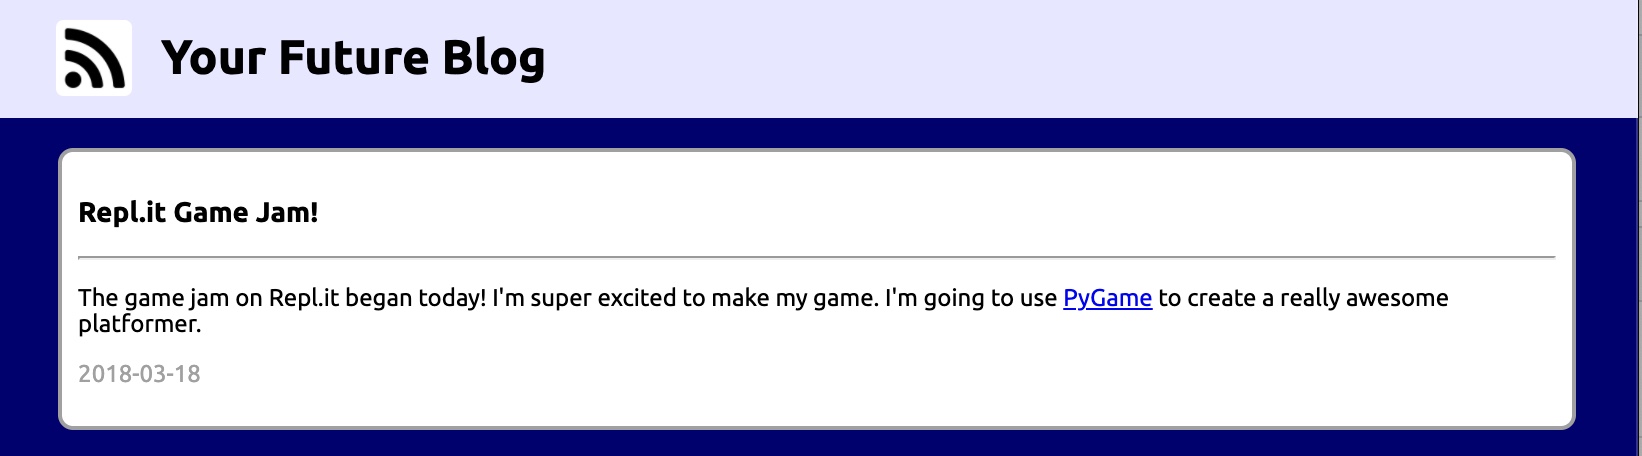 Your Future Blog
Repl.it Game Jam!
The game jam on Repl.it began today! I'm super excited to make my game. I'm going to use PyGame to create a really awesome
platformer.
2018-03-18